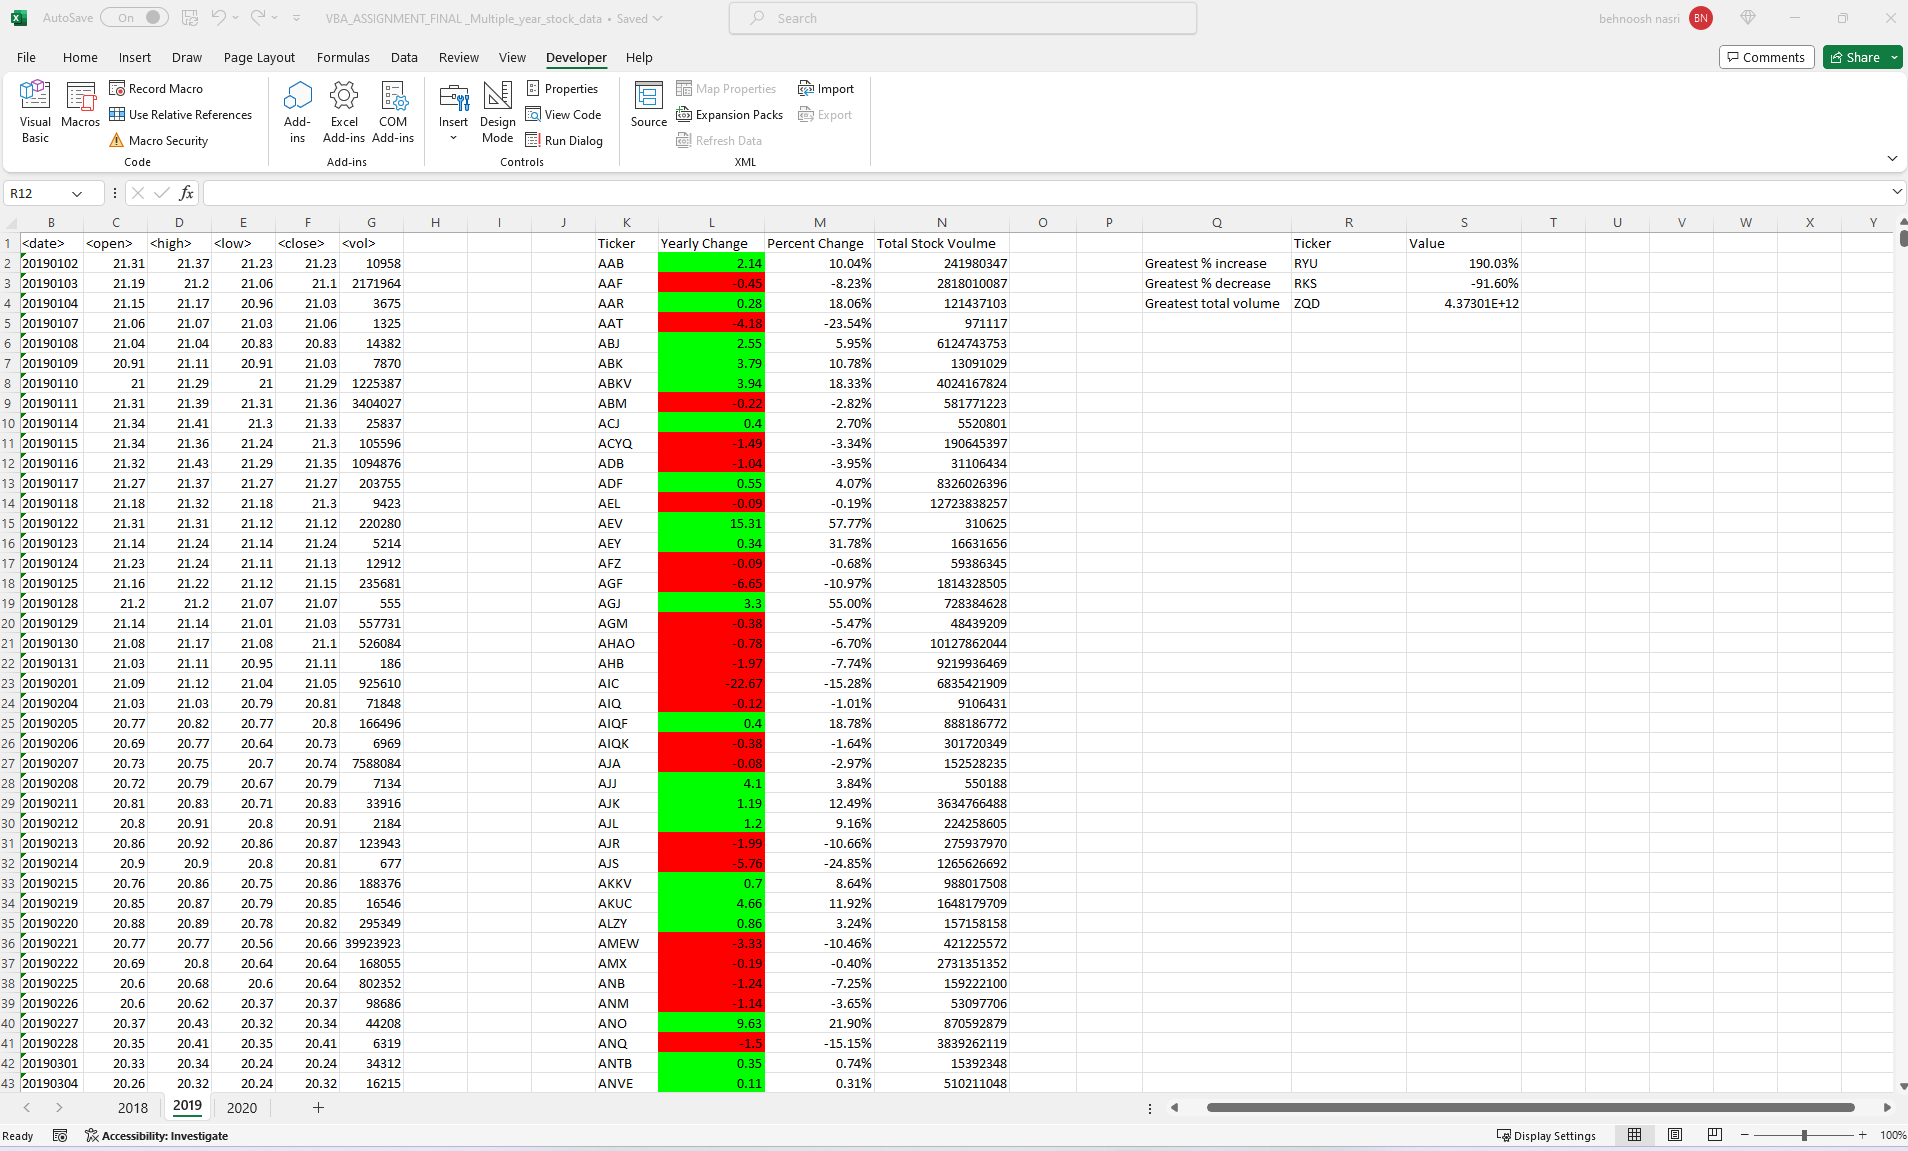 AutoSave On VBA_ASSIGNMENT_FINAL _Multiple_year_stock_data • Saved Search behnoosh nasri BN
File Home Insert Draw Page Layout Formulas Data Review View Developer Help Comments Share
Visual Basic Macros Record Macro Use Relative References Macro Security Code
Add-ins Excel Add-ins COM Add-ins Add-ins
Insert Design Mode Properties View Code Run Dialog Controls
Source Map Properties Expansion Packs Refresh Data Import Export XML
R12 fx
B C D E F G H I J K L M N O P Q R S T U V W X Y
1 <date> <open> <high> <low> <close> <vol> Ticker Yearly Change Percent Change Total Stock Voulme Ticker Value
2 20190102 21.31 21.37 21.23 21.23 10958 AAB 2.14 10.04% 241980347 Greatest % increase RYU 190.03%
3 20190103 21.19 21.2 21.06 21.1 2171964 AAF -0.45 -8.23% 2818010087 Greatest % decrease RKS -91.60%
4 20190104 21.15 21.17 20.96 21.03 3675 AAR 0.28 18.06% 121437103 Greatest total volume ZQD 4.37301E+12
5 20190107 21.06 21.07 21.03 21.06 1325 AAT -4.18 -23.54% 971117
6 20190108 21.04 21.04 20.83 20.83 14382 ABJ 2.55 5.95% 6124743753
7 20190109 20.91 21.11 20.91 21.03 7870 ABK 3.79 10.78% 13091029
8 20190110 21 21.29 21 21.29 1225387 ABKV 3.94 18.33% 4024167824
9 20190111 21.31 21.39 21.31 21.36 3404027 ABM -0.22 -2.82% 581771223
10 20190114 21.34 21.41 21.3 21.33 25837 ACJ 0.4 2.70% 5520801
11 20190115 21.34 21.36 21.24 21.3 105596 ACYQ -1.49 -3.34% 190645397
12 20190116 21.32 21.43 21.29 21.35 1094876 ADB -1.04 -3.95% 31106434
13 20190117 21.27 21.37 21.27 21.27 203755 ADF 0.55 4.07% 8326026396
14 20190118 21.18 21.32 21.18 21.3 9423 AEL -0.09 -0.19% 12723838257
15 20190122 21.31 21.31 21.12 21.12 220280 AEV 15.31 57.77% 310625
16 20190123 21.14 21.24 21.14 21.24 5214 AEY 0.34 31.78% 16631656
17 20190124 21.23 21.24 21.11 21.13 12912 AFZ -0.09 -0.68% 59386345
18 20190125 21.16 21.22 21.12 21.15 235681 AGF -6.65 -10.97% 1814328505
19 20190128 21.2 21.2 21.07 21.07 555 AGJ 3.3 55.00% 728384628
20 20190129 21.14 21.14 21.01 21.03 557731 AGM -0.38 -5.47% 48439209
21 20190130 21.08 21.17 21.08 21.1 526084 AHAO -0.78 -6.70% 10127862044
22 20190131 21.03 21.11 20.95 21.11 186 AHB -1.97 -7.74% 9219936469
23 20190201 21.09 21.12 21.04 21.05 925610 AIC -22.67 -15.28% 6835421909
24 20190204 21.03 21.03 20.79 20.81 71848 AIQ -0.12 -1.01% 9106431
25 20190205 20.77 20.82 20.77 20.8 166496 AIQF 0.4 18.78% 888186772
26 20190206 20.69 20.77 20.64 20.73 6969 AIQK -0.38 -1.64% 301720349
27 20190207 20.73 20.75 20.7 20.74 7588084 AJA -0.08 -2.97% 152528235
28 20190208 20.72 20.79 20.67 20.79 7134 AJJ 4.1 3.84% 550188
29 20190211 20.81 20.83 20.71 20.83 33916 AJK 1.19 12.49% 3634766488
30 20190212 20.8 20.91 20.8 20.91 2184 AJL 1.2 9.16% 224258605
31 20190213 20.86 20.92 20.86 20.87 123943 AJR -1.99 -10.66% 275937970
32 20190214 20.9 20.9 20.8 20.81 677 AJS -5.76 -24.85% 1265626692
33 20190215 20.76 20.86 20.75 20.86 188376 AKKV 0.7 8.64% 988017508
34 20190219 20.85 20.87 20.79 20.85 16546 AKUC 4.66 11.92% 1648179709
35 20190220 20.88 20.89 20.78 20.82 295349 ALZY 0.86 3.24% 157158158
36 20190221 20.77 20.77 20.56 20.66 39923923 AMEW -3.33 -10.46% 421225572
37 20190222 20.69 20.8 20.64 20.64 168055 AMX -0.19 -0.40% 2731351352
38 20190225 20.6 20.68 20.6 20.64 802352 ANB -1.24 -7.25% 159222100
39 20190226 20.6 20.62 20.37 20.37 98686 ANM -1.14 -3.65% 53097706
40 20190227 20.37 20.43 20.32 20.34 44208 ANO 9.63 21.90% 870592879
41 20190228 20.35 20.41 20.35 20.41 6319 ANQ -1.5 -15.15% 3839262119
42 20190301 20.33 20.34 20.24 20.24 34312 ANTB 0.35 0.74% 15392348
43 20190304 20.26 20.32 20.24 20.32 16215 ANVE 0.11 0.31% 510211048
2018 2019 2020
Ready Accessibility: Investigate Display Settings 100%